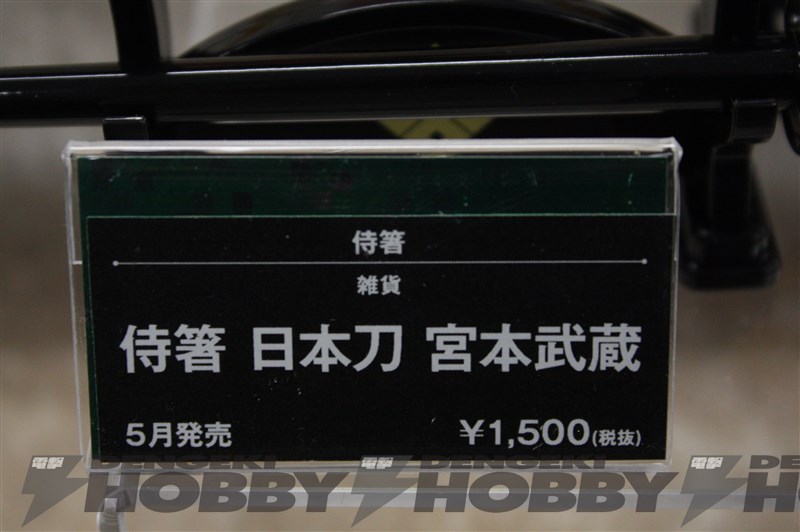 侍箸
雑貨
侍箸 日本刀 宮本武蔵
5月発売 ¥1,500(税抜)
電撃 DENGEKI HOBBY 電撃 DENGEKI HOBBY 電撃 DE HOBBY